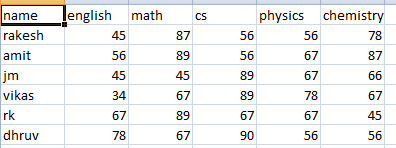 name english math cs physics chemistry
rakesh 45 87 56 56 78
amit 56 89 56 67 87
jm 45 45 89 67 66
vikas 34 67 89 78 67
rk 67 89 67 67 45
dhruv 78 67 90 56 56